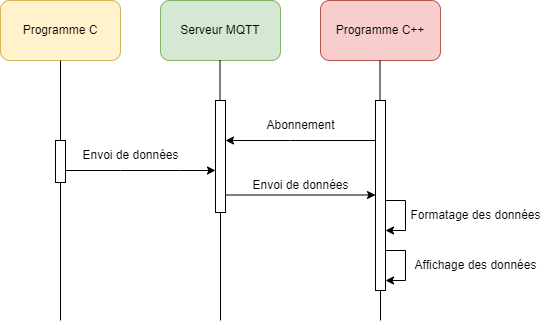 Programme C
Serveur MQTT
Programme C++
Abonnement
Envoi de données
Envoi de données
Formatage des données
Affichage des données